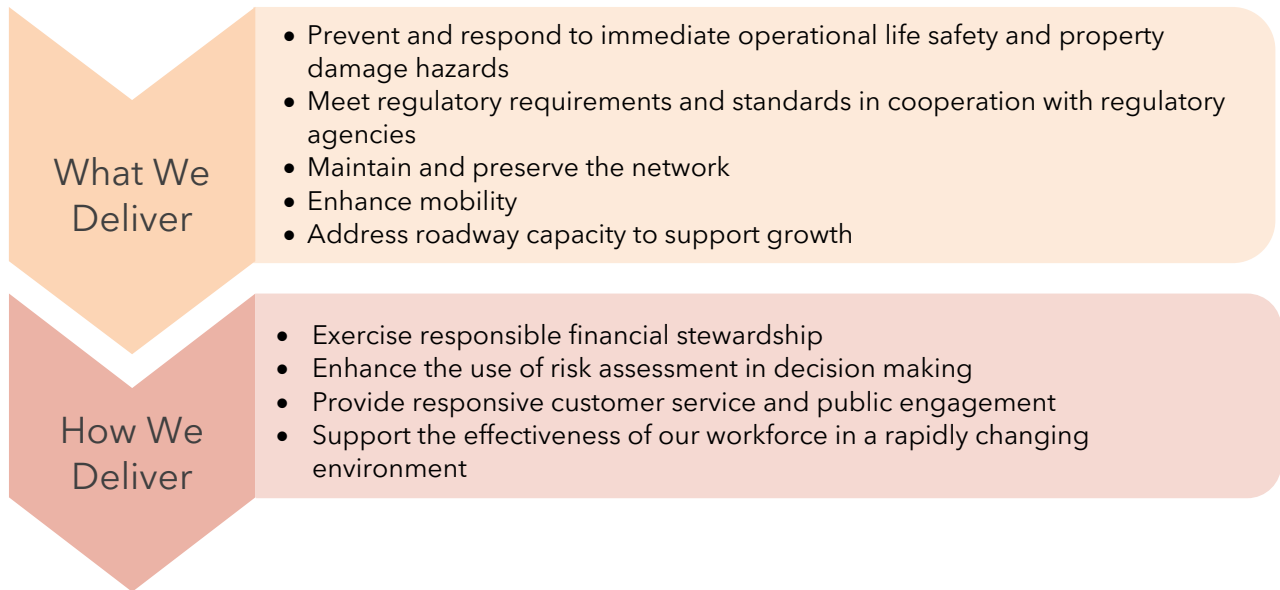 What We
Deliver
• Prevent and respond to immediate operational life safety and property
damage hazards
• Meet regulatory requirements and standards in cooperation with regulatory
agencies
• Maintain and preserve the network
• Enhance mobility
• Address roadway capacity to support growth
How We
Deliver
• Exercise responsible financial stewardship
• Enhance the use of risk assessment in decision making
• Provide responsive customer service and public engagement
• Support the effectiveness of our workforce in a rapidly changing
environment